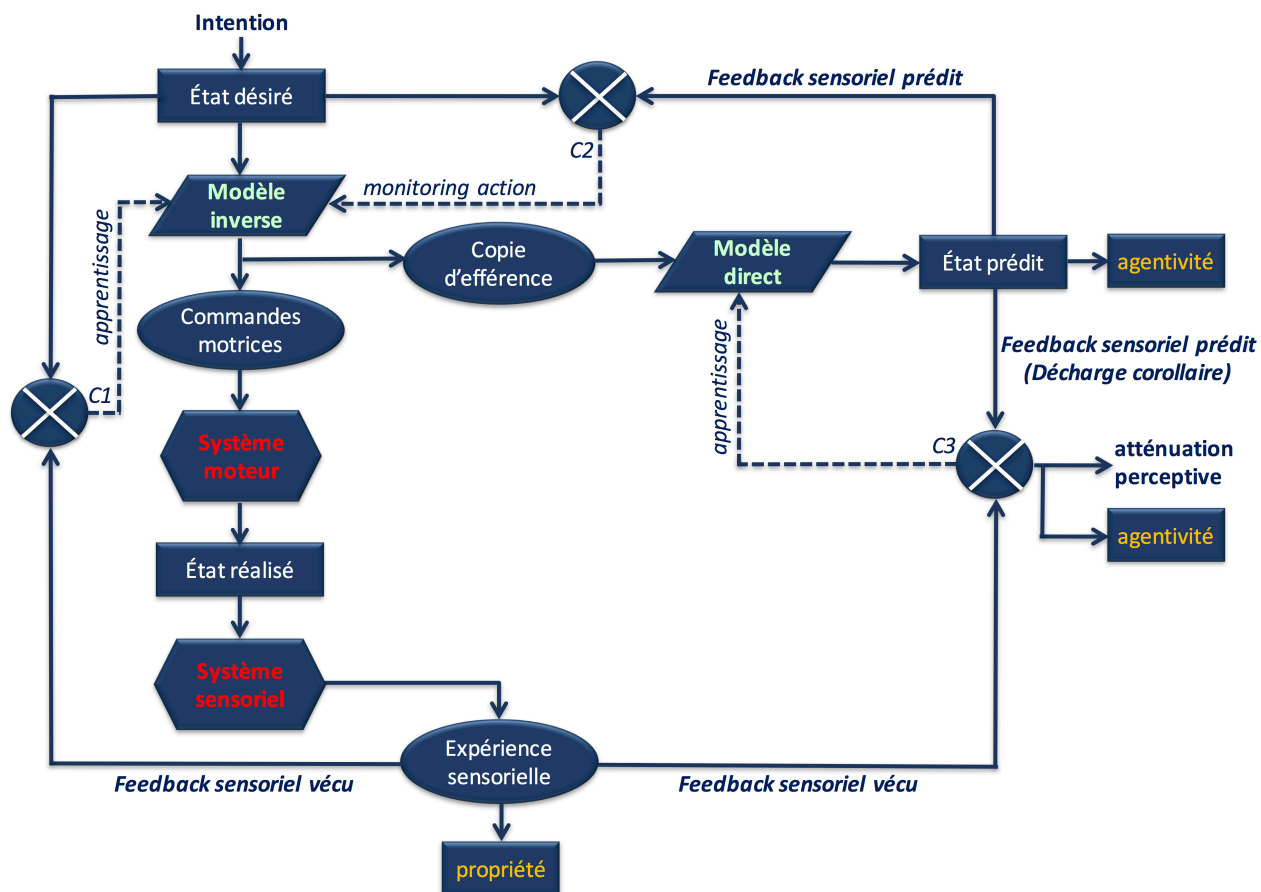 Intention
État désiré
Feedback sensoriel prédit
C2
monitoring action
Modèle
inverse
apprentissage
Copie
d’efférence
Modèle
direct
État prédit
agentivité
Commandes
motrices
Feedback sensoriel prédit
(Décharge corollaire)
apprentissage
C1
Système
moteur
C3
atténuation
perceptive
agentivité
État réalisé
Système
sensoriel
Expérience
sensorielle
Feedback sensoriel vécu
Feedback sensoriel vécu
propriété